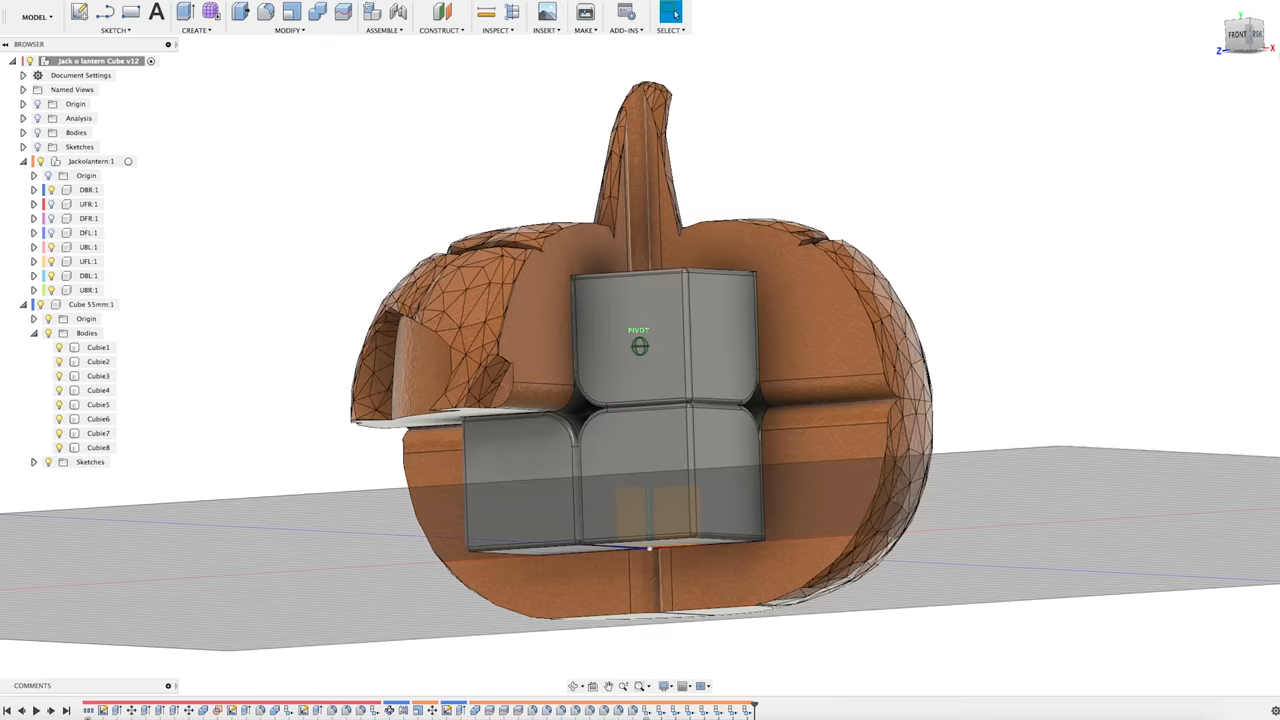 MODEL
A
SKETCH
CREATE
MODIFY
ASSEMBLE
CONSTRUCT
INSPECT
INSERT
MAKE
ADD-INS
SELECT
Y
FRONT
Z
X
BROWSER
Jack o lantern Cube v12
Document Settings
Named Views
Origin
Analysis
Bodies
Sketches
Jackolantern:1
Origin
DBR:1
UFR:1
DFR:1
DFL:1
UBL:1
UFL:1
DBL:1
UBR:1
Cube 55mm:1
Origin
Bodies
Cubie1
Cubie2
Cubie3
Cubie4
Cubie5
Cubie6
Cubie7
Cubie8
Sketches
PIVOT
COMMENTS